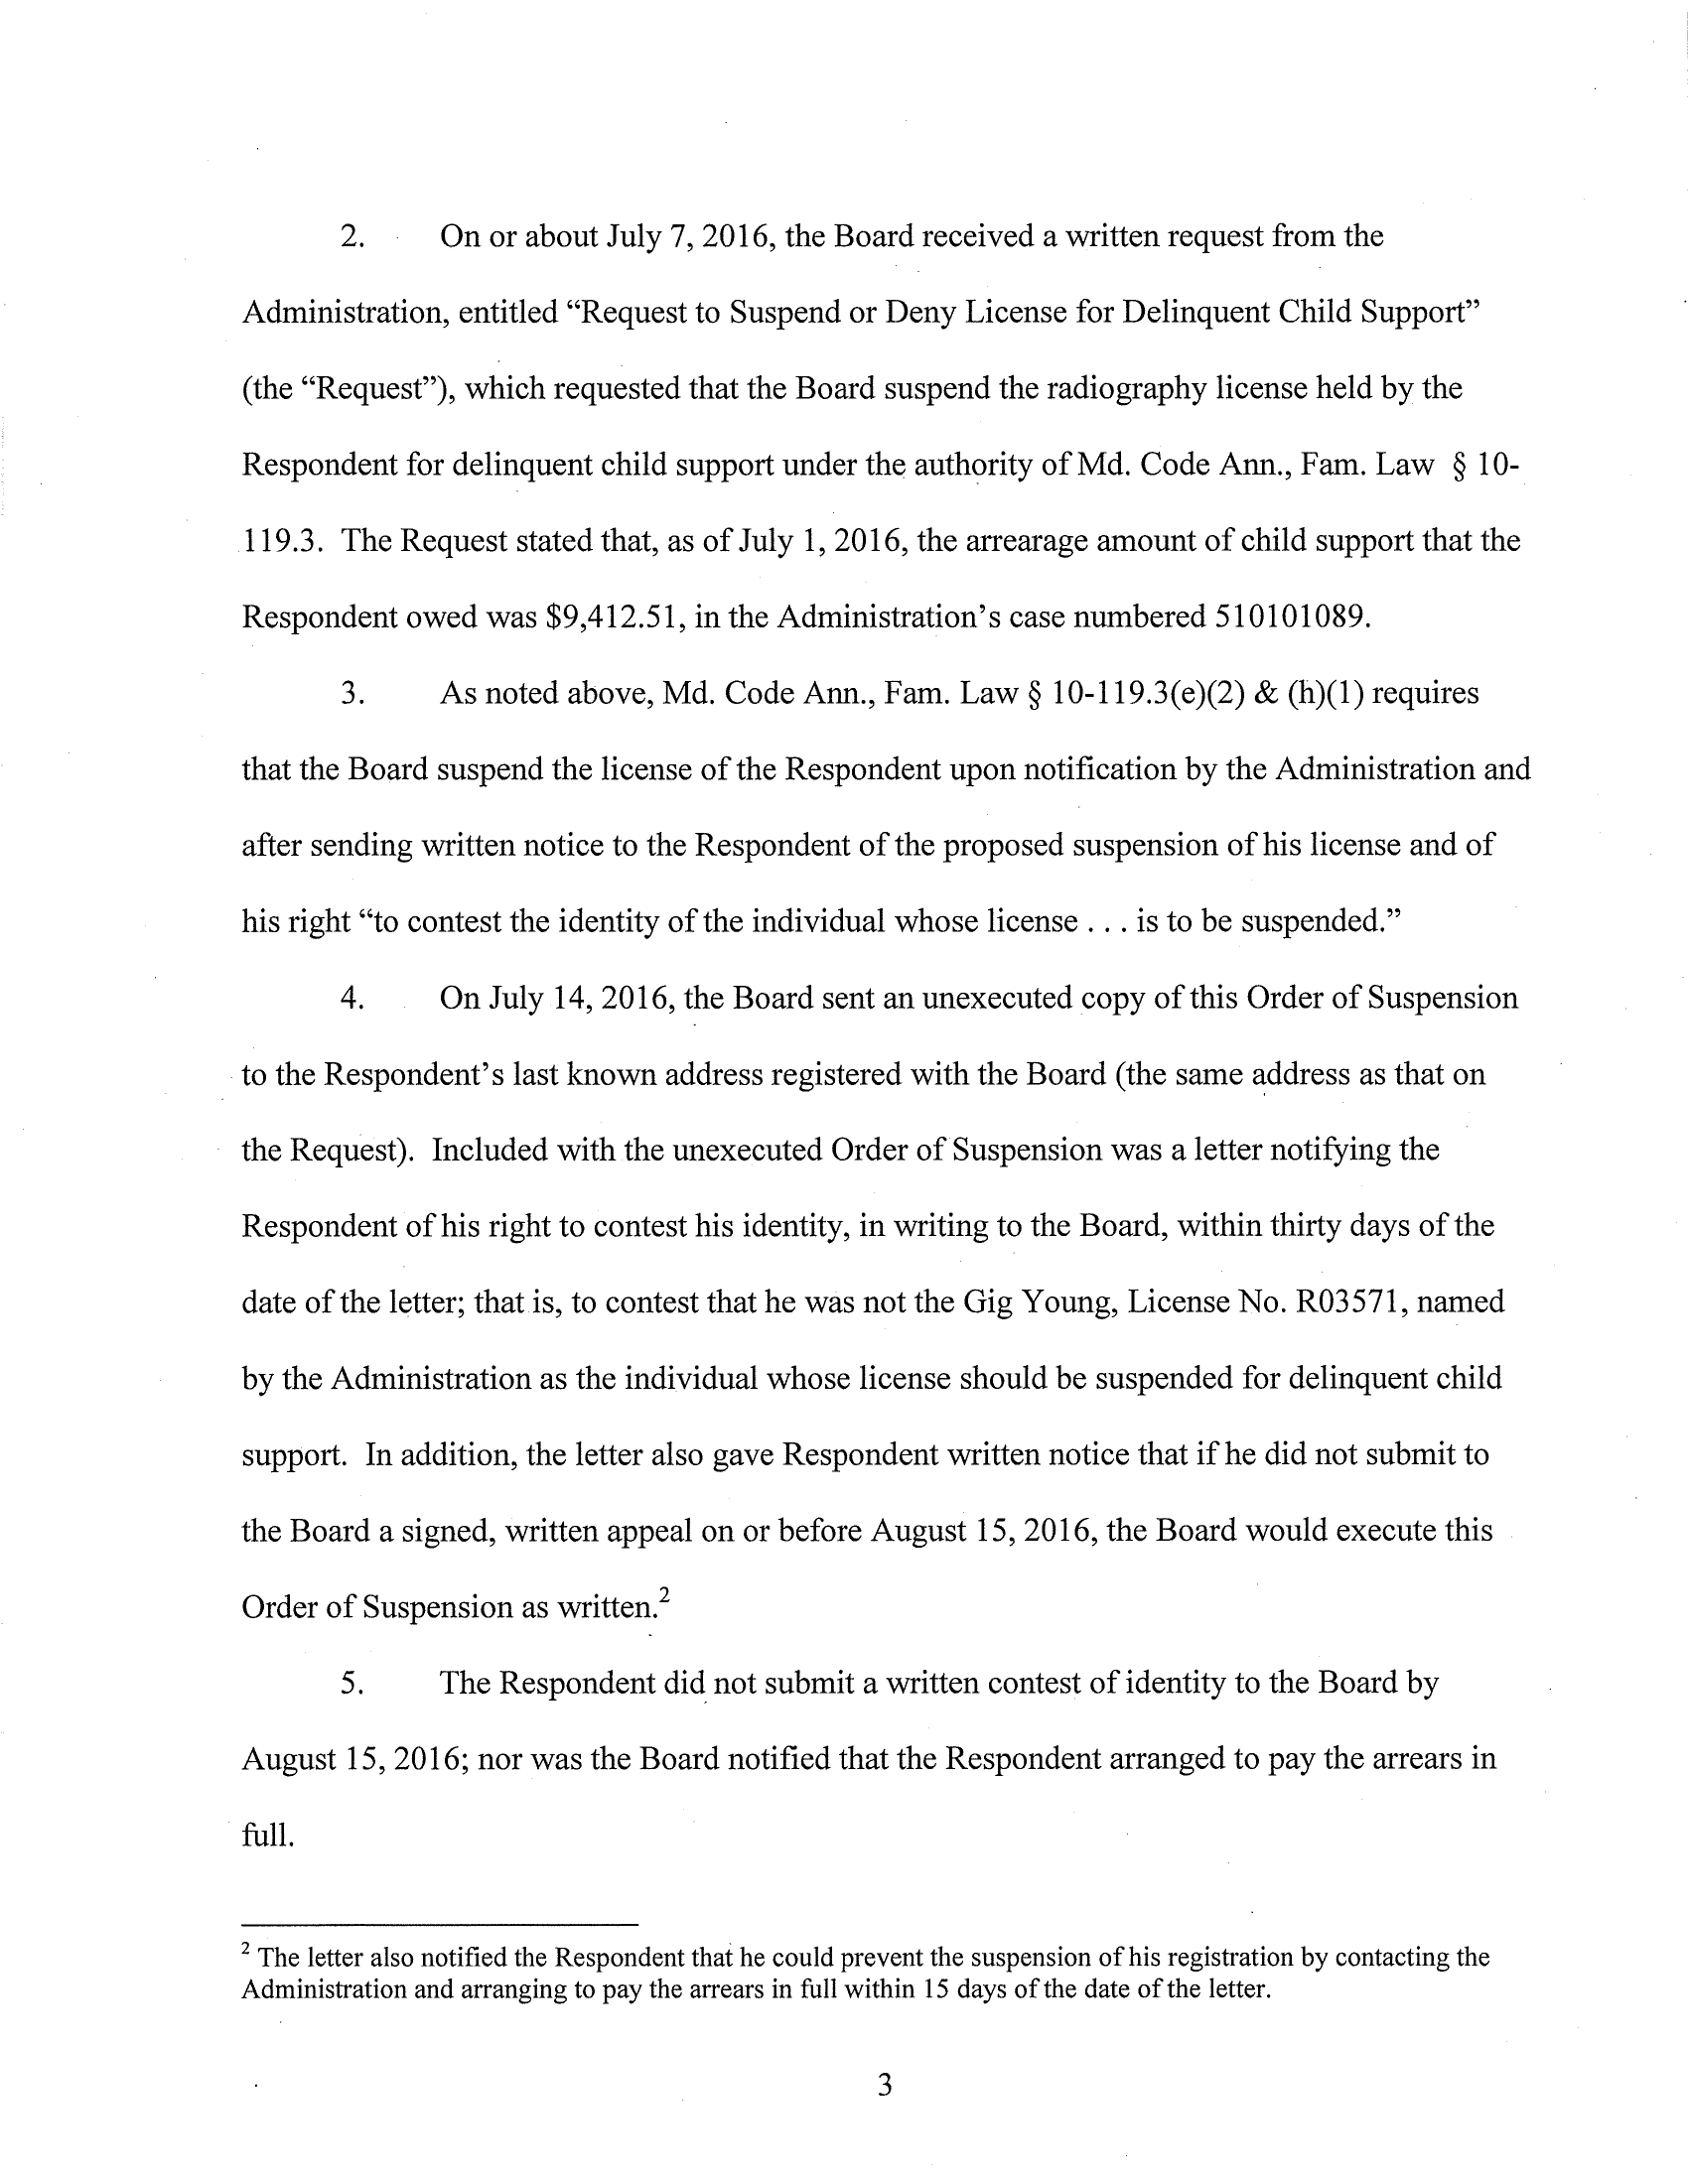 2. On or about July 7, 2016, the Board received a written request from the
Administration, entitled “Request to Suspend or Deny License for Delinquent Child Support”
(the “Request”), which requested that the Board suspend the radiography license held by the
Respondent for delinquent child support under the authority of Md. Code Ann., Fam. Law § 10-
119.3. The Request stated that, as of July 1, 2016, the arrearage amount of child support that the
Respondent owed was $9,412.51, in the Administration’s case numbered 510101089.
3. As noted above, Md. Code Ann., Fam. Law § 10-119.3(e)(2) & (h)(1) requires
that the Board suspend the license of the Respondent upon notification by the Administration and
after sending written notice to the Respondent of the proposed suspension of his license and of
his right “to contest the identity of the individual whose license . . . is to be suspended.”
4. On July 14, 2016, the Board sent an unexecuted copy of this Order of Suspension
to the Respondent’s last known address registered with the Board (the same address as that on
the Request). Included with the unexecuted Order of Suspension was a letter notifying the
Respondent of his right to contest his identity, in writing to the Board, within thirty days of the
date of the letter; that is, to contest that he was not the Gig Young, License No. R03571, named
by the Administration as the individual whose license should be suspended for delinquent child
support. In addition, the letter also gave Respondent written notice that if he did not submit to
the Board a signed, written appeal on or before August 15, 2016, the Board would execute this
Order of Suspension as written.2
5. The Respondent did not submit a written contest of identity to the Board by
August 15, 2016; nor was the Board notified that the Respondent arranged to pay the arrears in
full.
2 The letter also notified the Respondent that he could prevent the suspension of his registration by contacting the
Administration and arranging to pay the arrears in full within 15 days of the date of the letter.
3